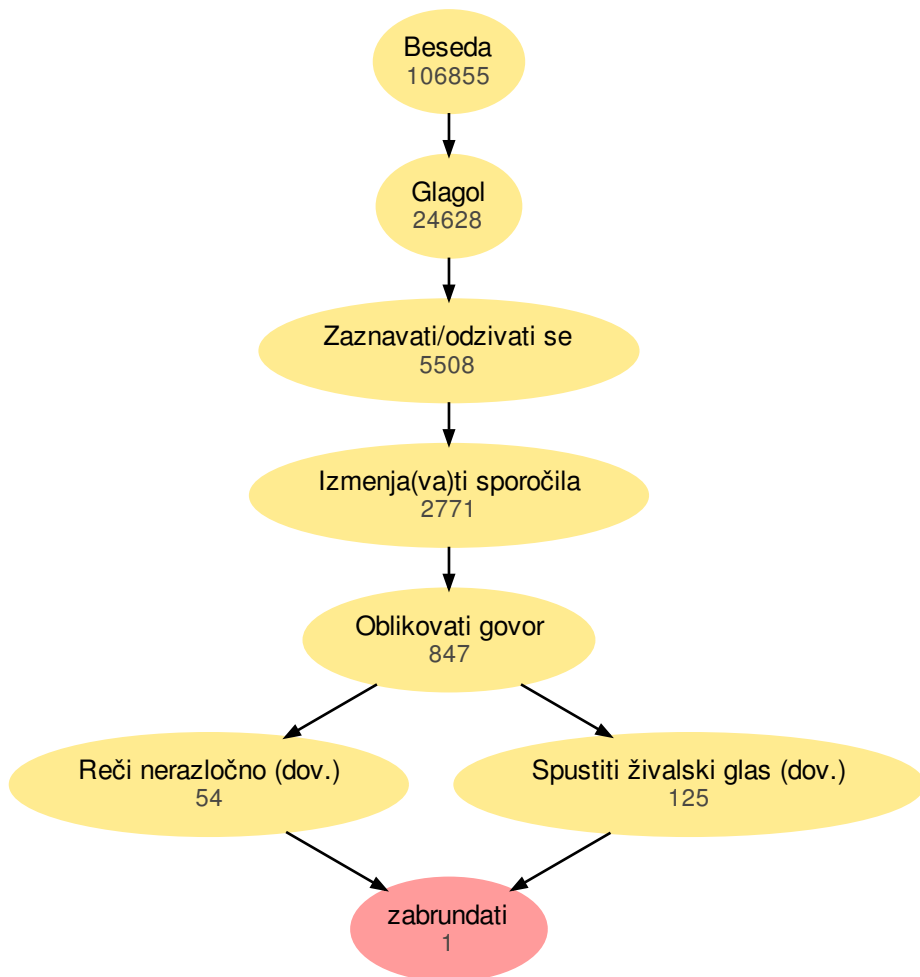 Beseda
106855
Glagol
24628
Zaznavati/odzivati se
5508
Izmenja(va)ti sporočila
2771
Oblikovati govor
847
Reči nerazločno (dov.)
54
Spustiti živalski glas (dov.)
125
zabrundati
1